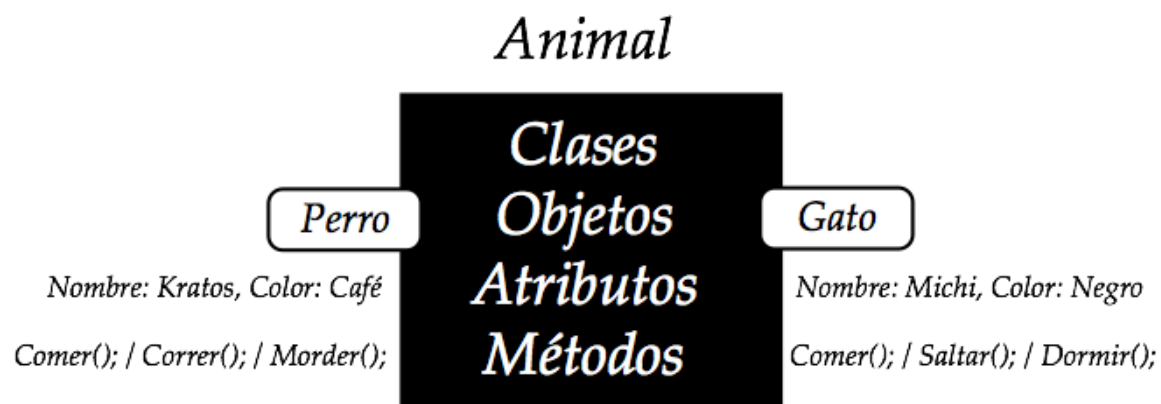 Animal
Clases
Perro
Objetos
Gato
Nombre: Kratos, Color: Café
Atributos
Nombre: Michi, Color: Negro
Comer(); / Correr(); / Morder();
Métodos
Comer(); / Saltar(); / Dormir();